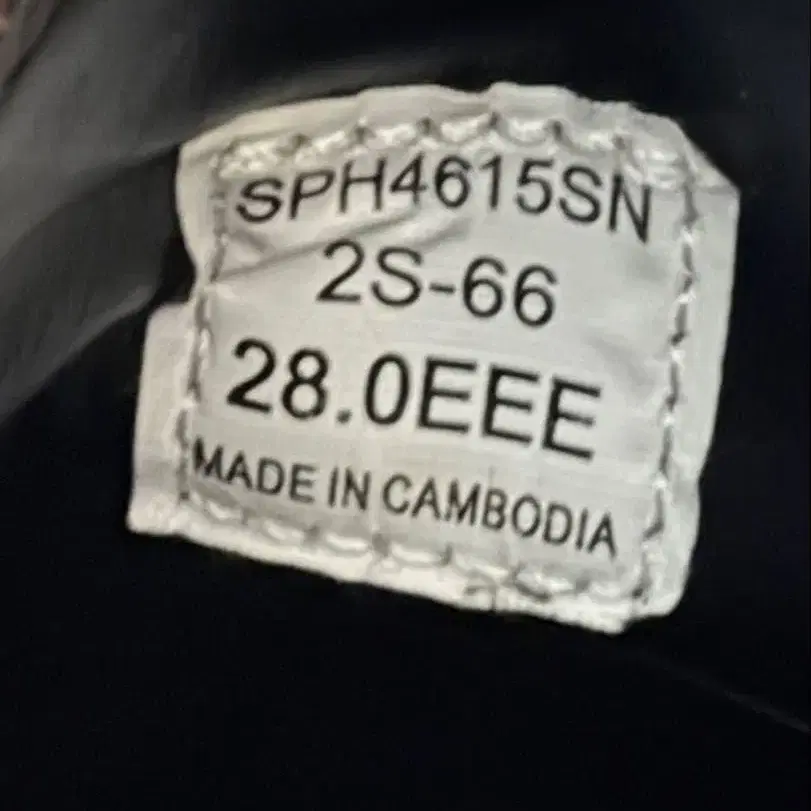 SPH4615SN
2S-66
28.0EEE
MADE IN CAMBODIA